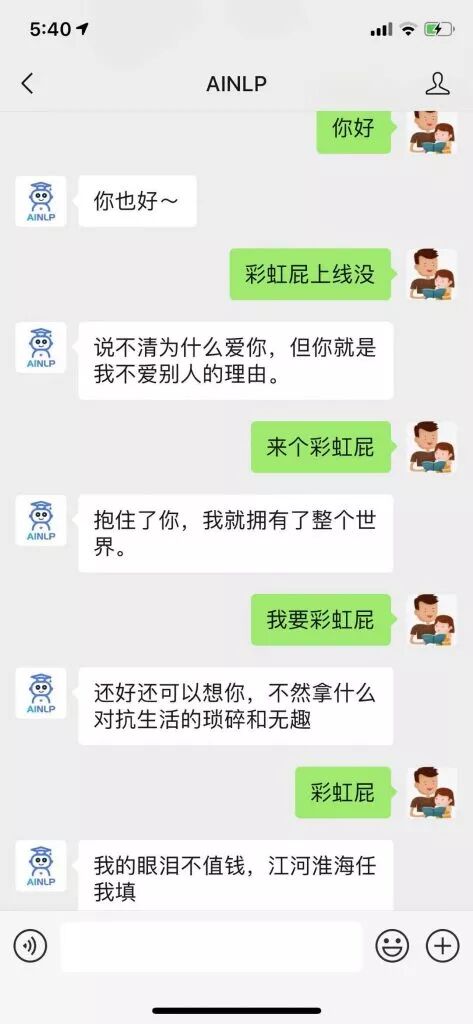 5:40
AINLP
你好
AINLP
你也好～
彩虹屁上线没
AINLP
说不清为什么爱你，但你就是
我不爱别人的理由。
来个彩虹屁
AINLP
抱住了你，我就拥有了整个世
界。
我要彩虹屁
AINLP
还好还可以想你，不然拿什么
对抗生活的琐碎和无趣
彩虹屁
AINLP
我的眼泪不值钱，江河淮海任
我填